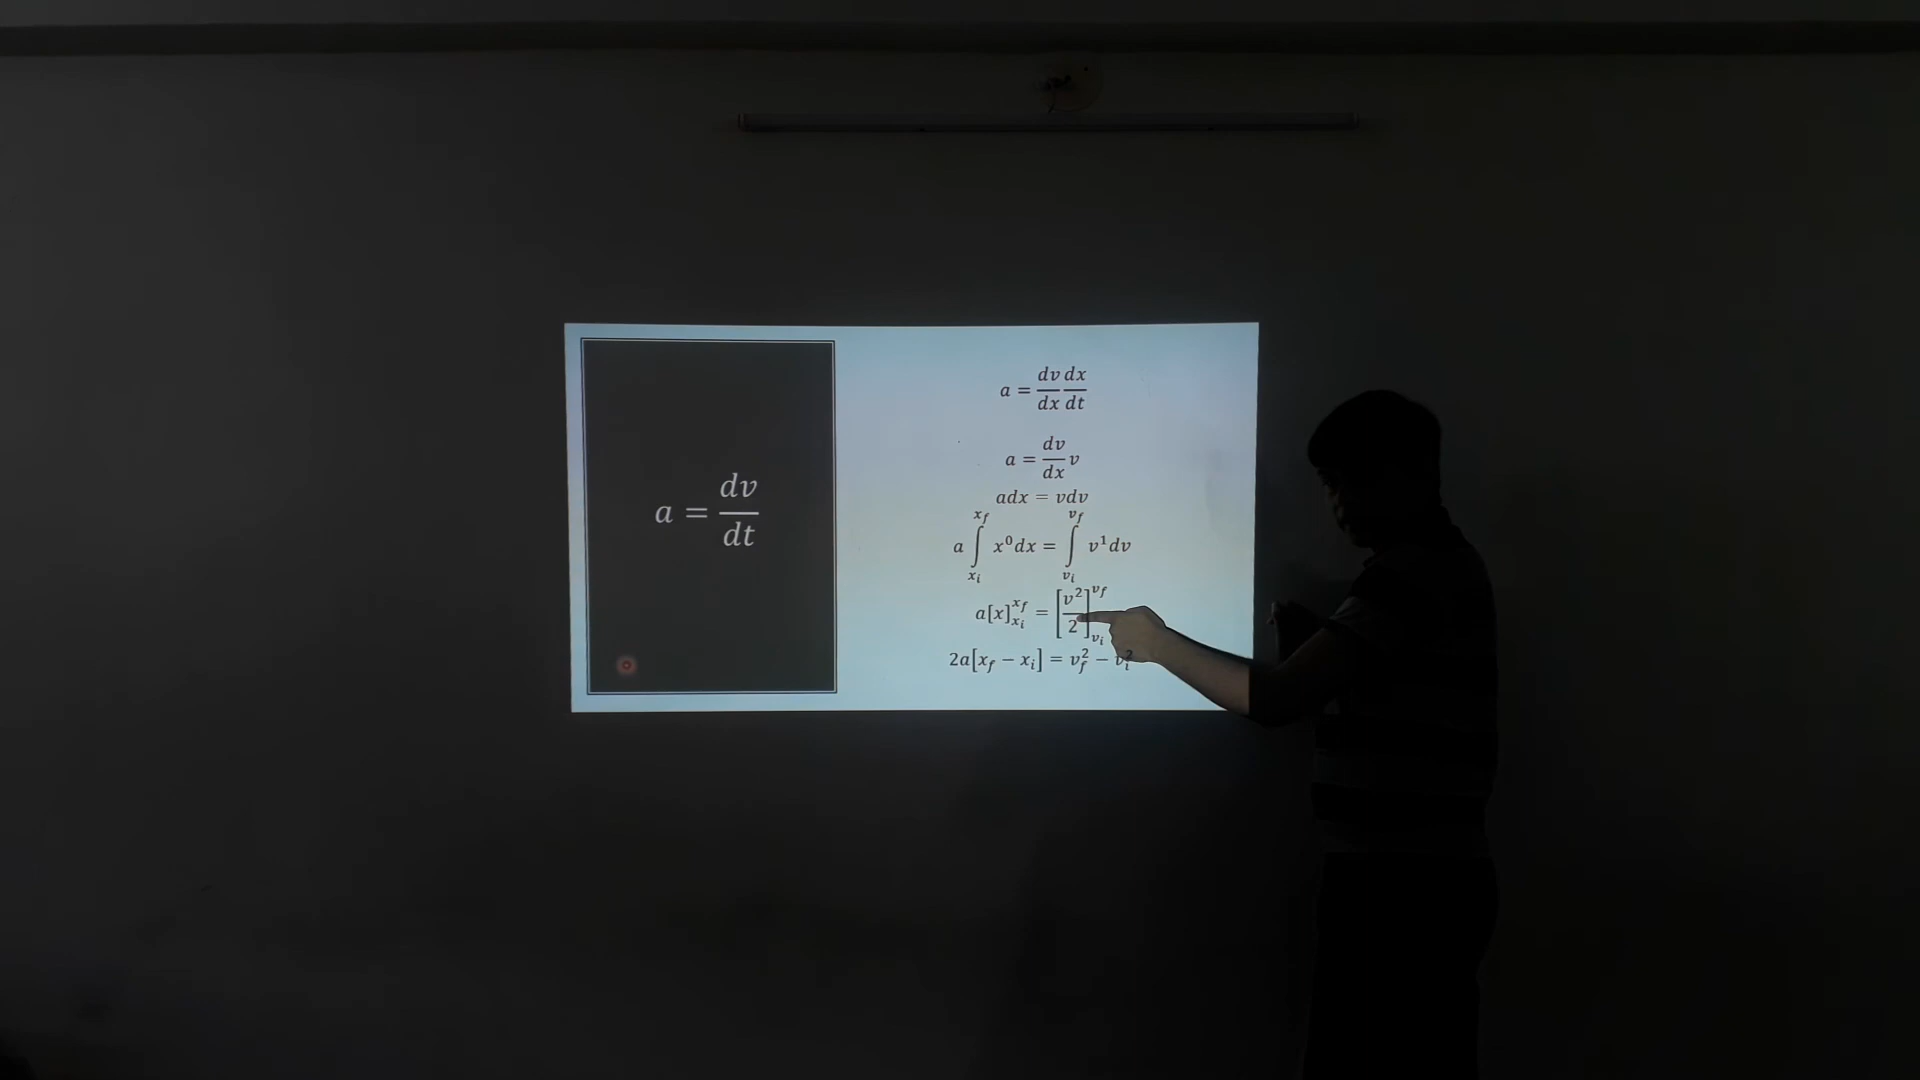 a = dv/dt
a = dv/dx dx/dt
a = dv/dx v
adx = vdv
a ∫_{x_i}^{x_f} x^0 dx = ∫_{v_i}^{v_f} v^1 dv
a[x]_{x_i}^{x_f} = [v^2/2]_{v_i}^{v_f}
2a[x_f − x_i] = v_f^2 − v_i^2